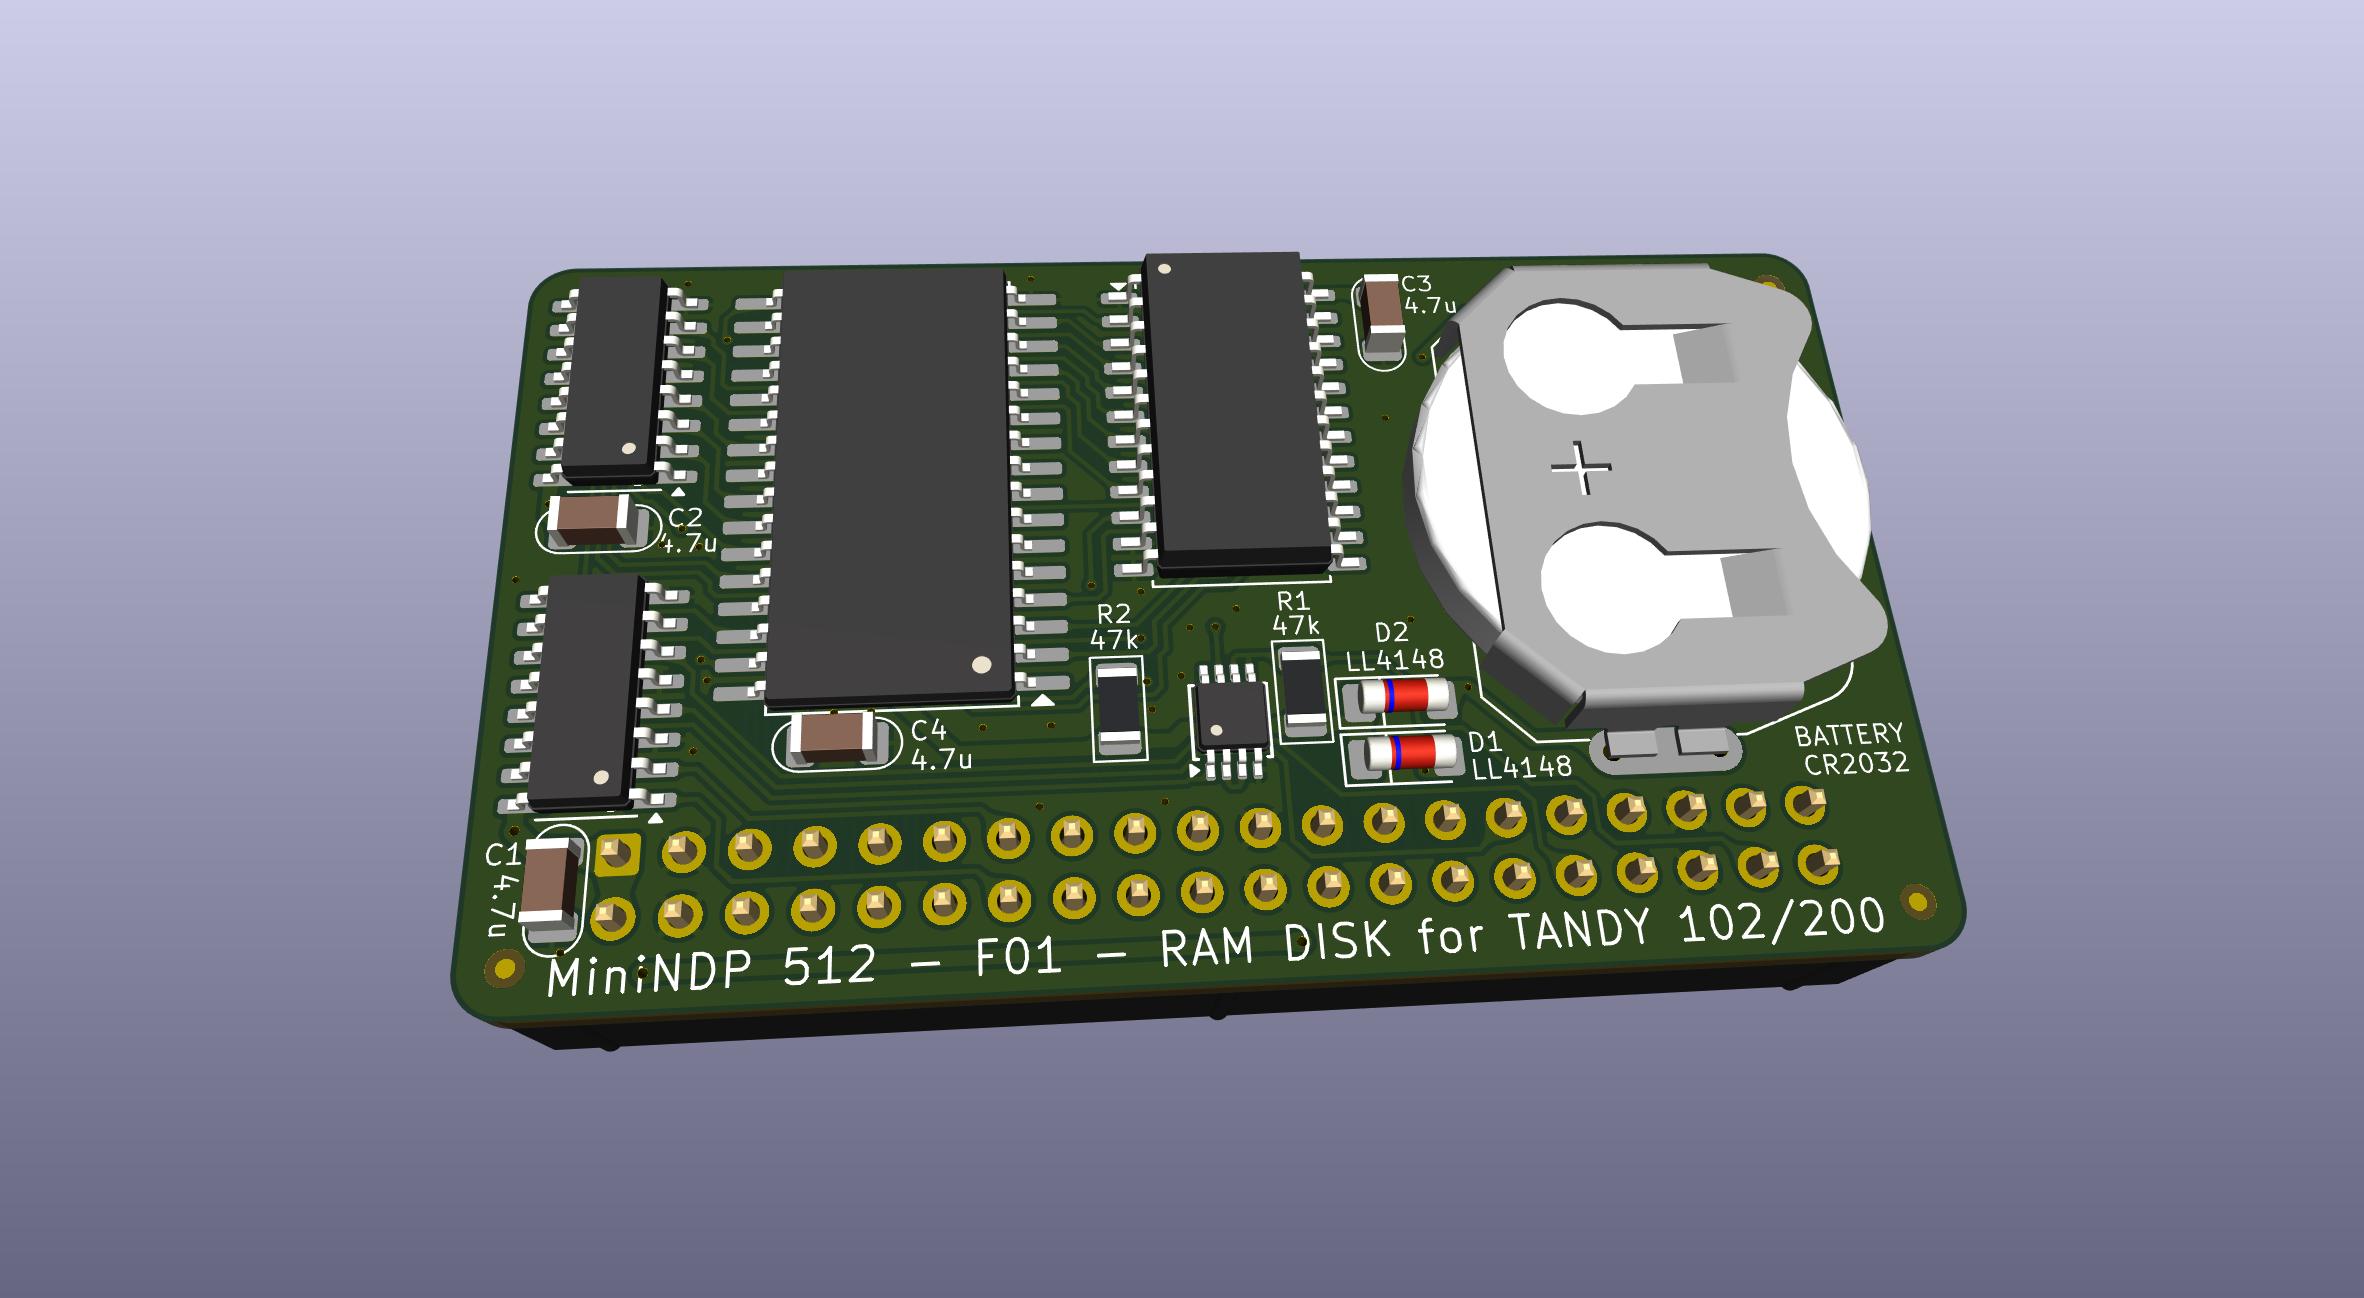 C3
4.7u
C2
4.7u
R2
47k
R1
47k
D2
LL4148
C4
4.7u
D1
LL4148
BATTERY
CR2032
C1
4.7u
MiniNDP 512 - F01 - RAM DISK for TANDY 102/200